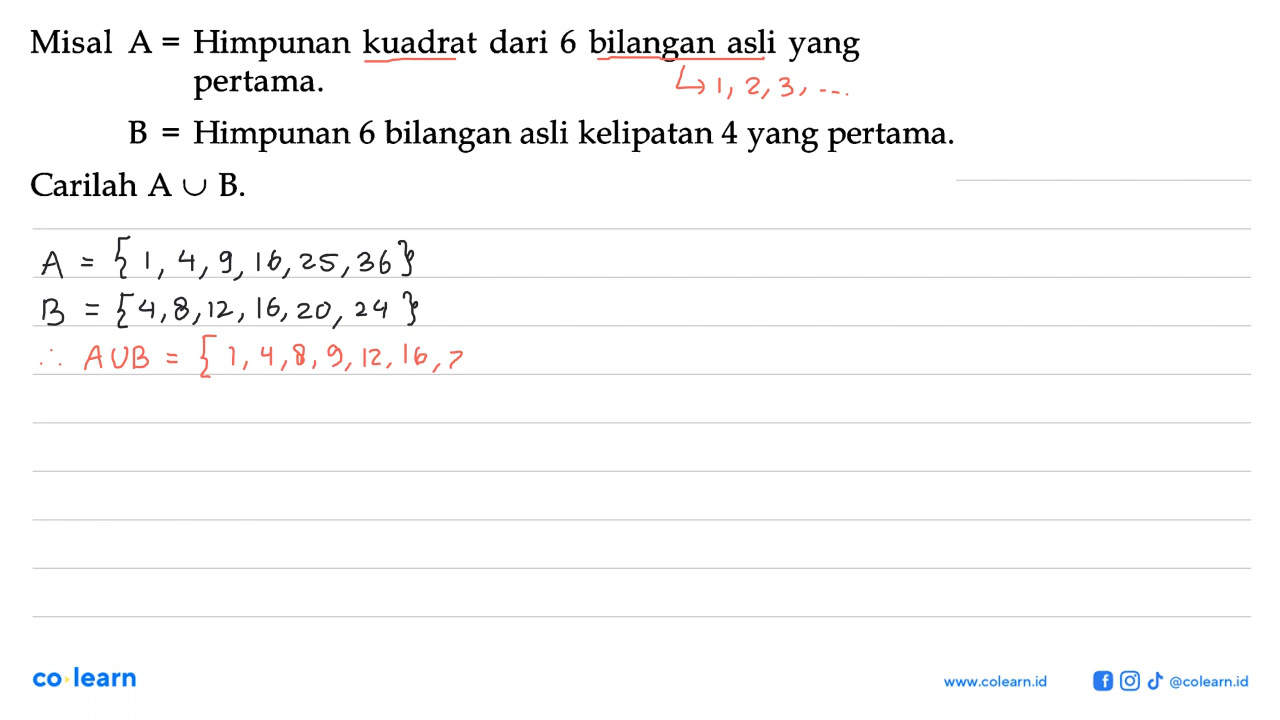 Misal A = Himpunan kuadrat dari 6 bilangan asli yang
pertama.
↳ 1, 2, 3, ....
B = Himpunan 6 bilangan asli kelipatan 4 yang pertama.
Carilah A ∪ B.
A = {1, 4, 9, 16, 25, 36}
B = {4, 8, 12, 16, 20, 24}
∴ A∪B = {1, 4, 8, 9, 12, 16,
co learn
www.colearn.id
@colearn.id